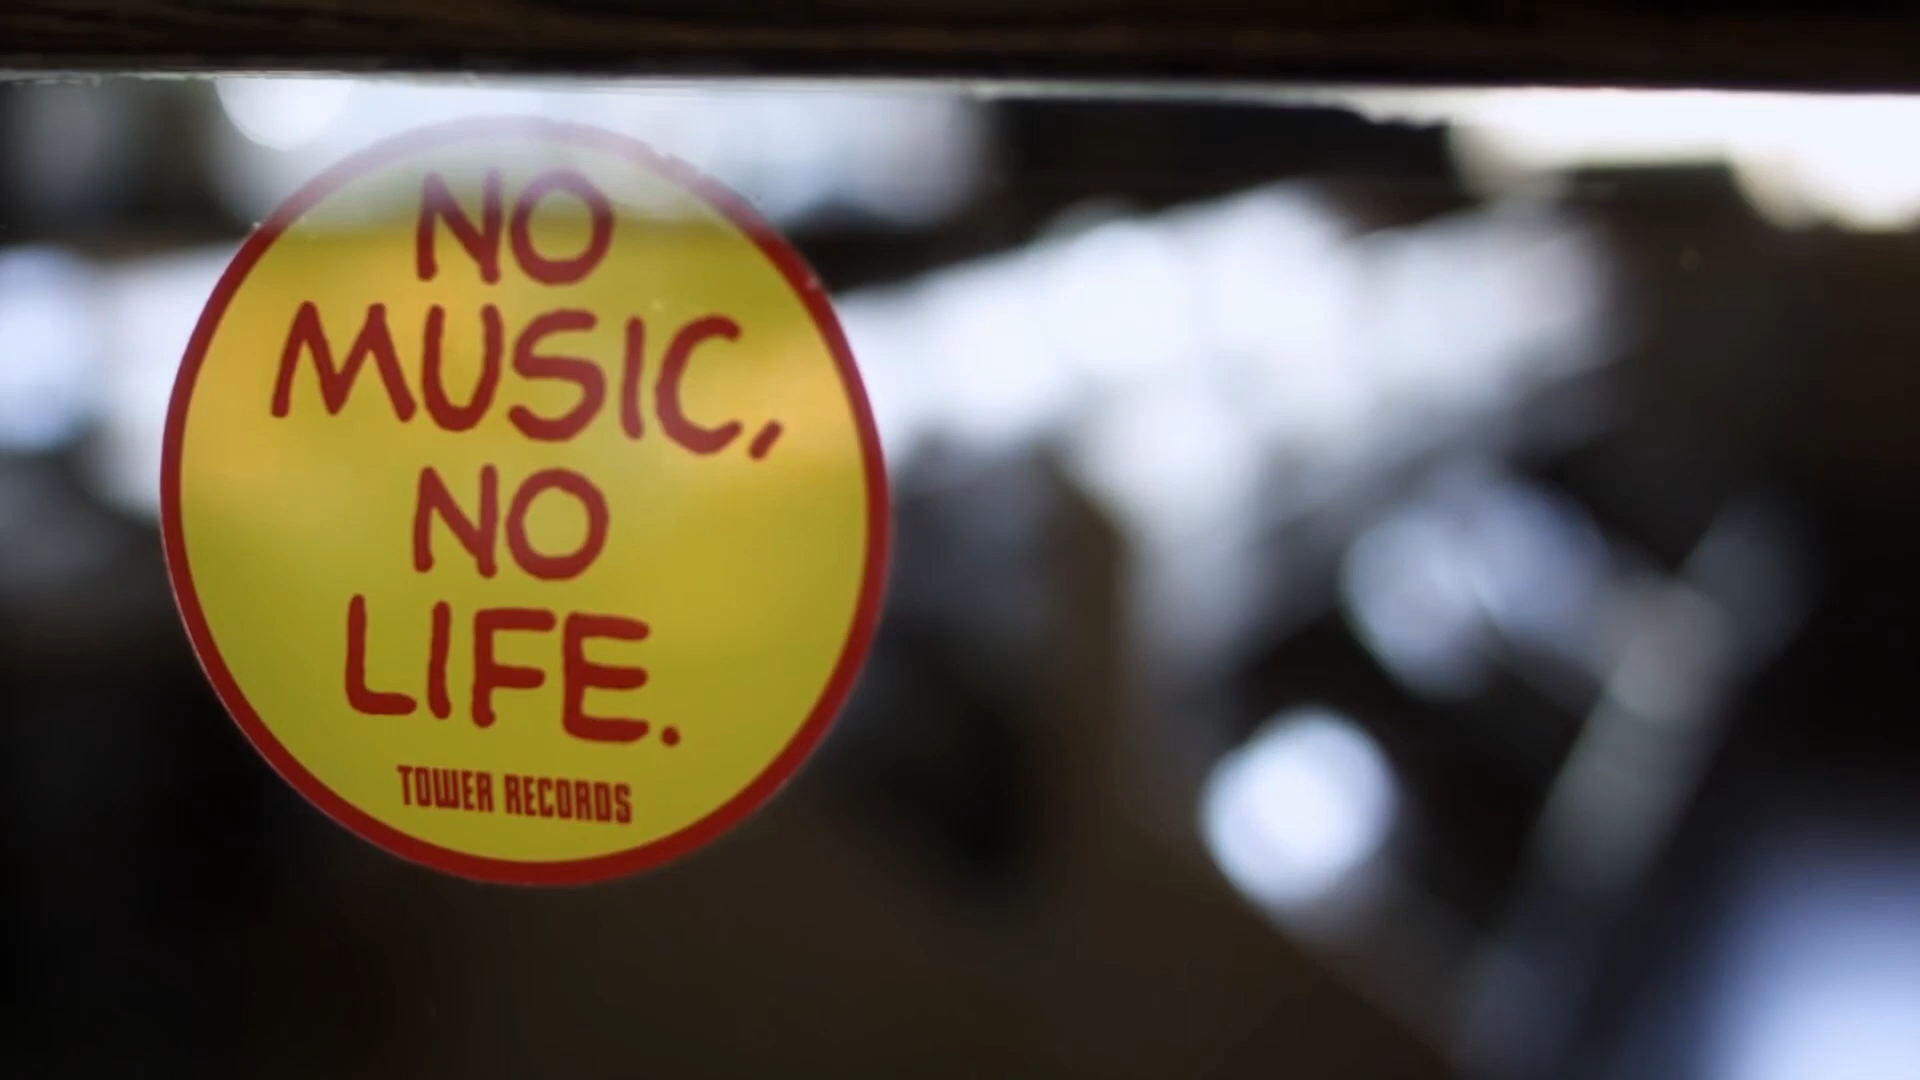 NO
MUSIC,
NO
LIFE.
TOWER RECORDS